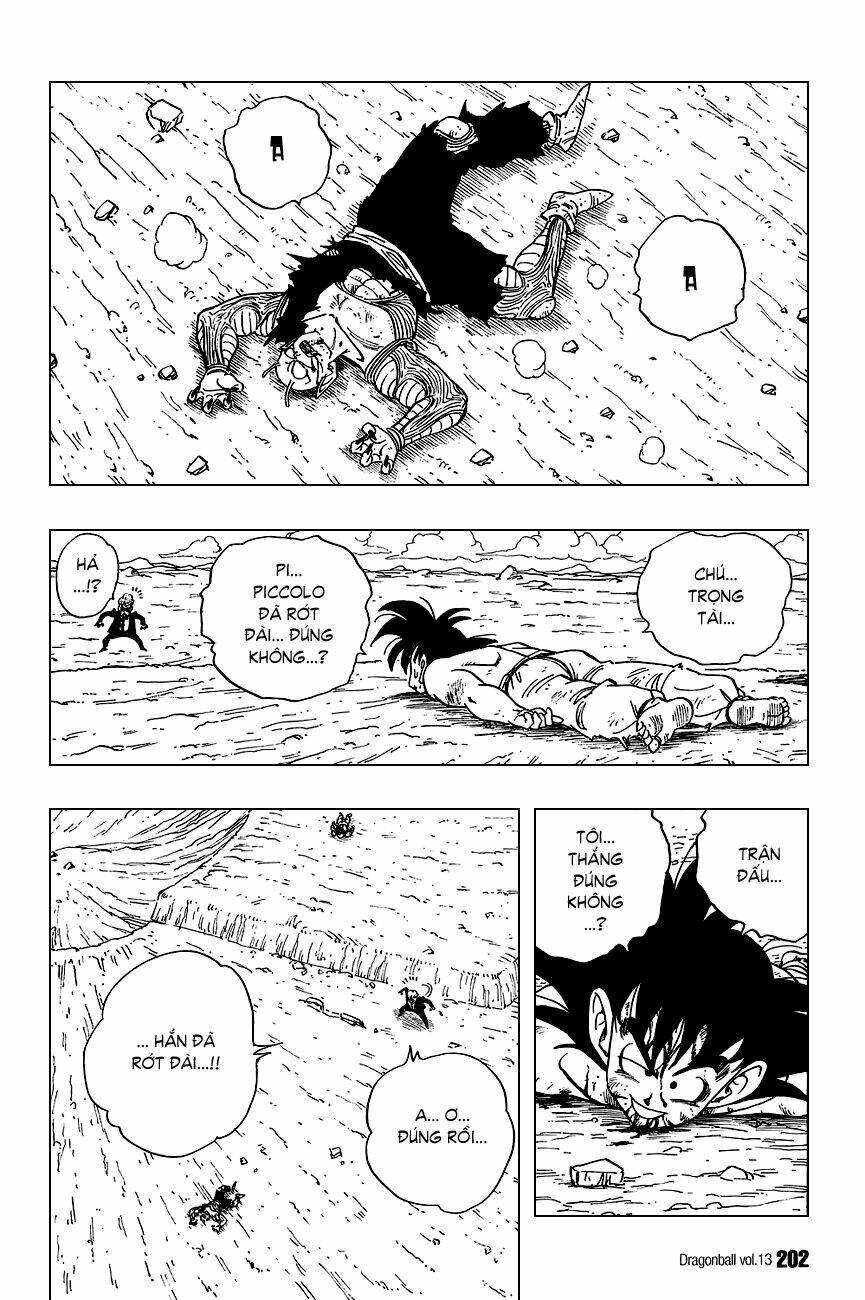 CHÚ...
TRỌNG
TÀI...
PI...
PICCOLO
ĐÃ RỚT
ĐÀI... ĐÚNG
KHÔNG...?
HẢ
...!?
TRẬN
ĐẤU...
TÔI...
THẮNG
ĐÚNG
KHÔNG
...?
A... Ơ...
ĐÚNG RỒI...
... HẮN ĐÃ
RỚT ĐÀI...!!
Dragonball vol.13 202